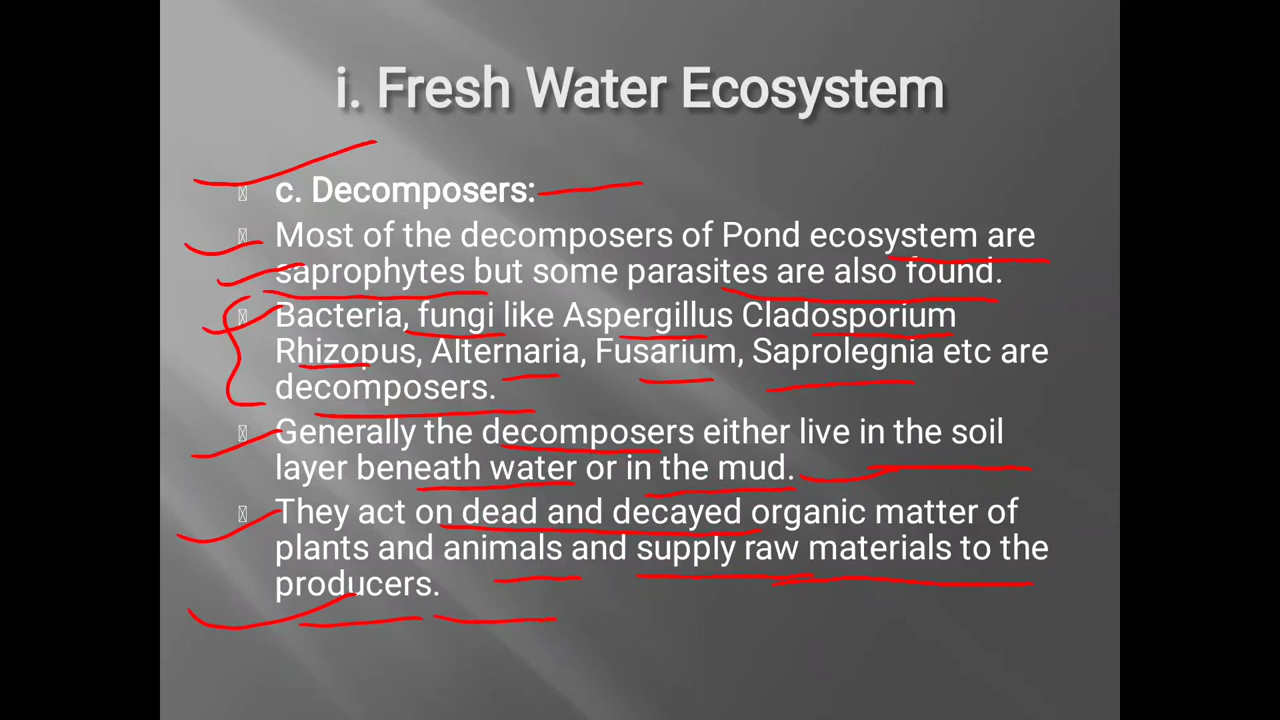 i. Fresh Water Ecosystem
c. Decomposers:
Most of the decomposers of Pond ecosystem are
saprophytes but some parasites are also found.
Bacteria, fungi like Aspergillus Cladosporium
Rhizopus, Alternaria, Fusarium, Saprolegnia etc are
decomposers.
Generally the decomposers either live in the soil
layer beneath water or in the mud.
They act on dead and decayed organic matter of
plants and animals and supply raw materials to the
producers.